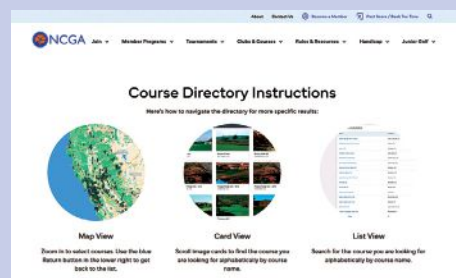 About Contact Us Become a Member Post Score / Book Tee Time
NCGA Join Member Programs Tournaments Clubs & Courses Rules & Resources Handicap Junior Golf
Course Directory Instructions
Here's how to navigate the directory for more specific results:
Map View
Zoom in to select courses. Use the blue
Return button in the lower right to get
back to the list.
Card View
Scroll image cards to find the course you
are looking for alphabetically by course
name.
List View
Search for the course you are looking for
alphabetically by course name.